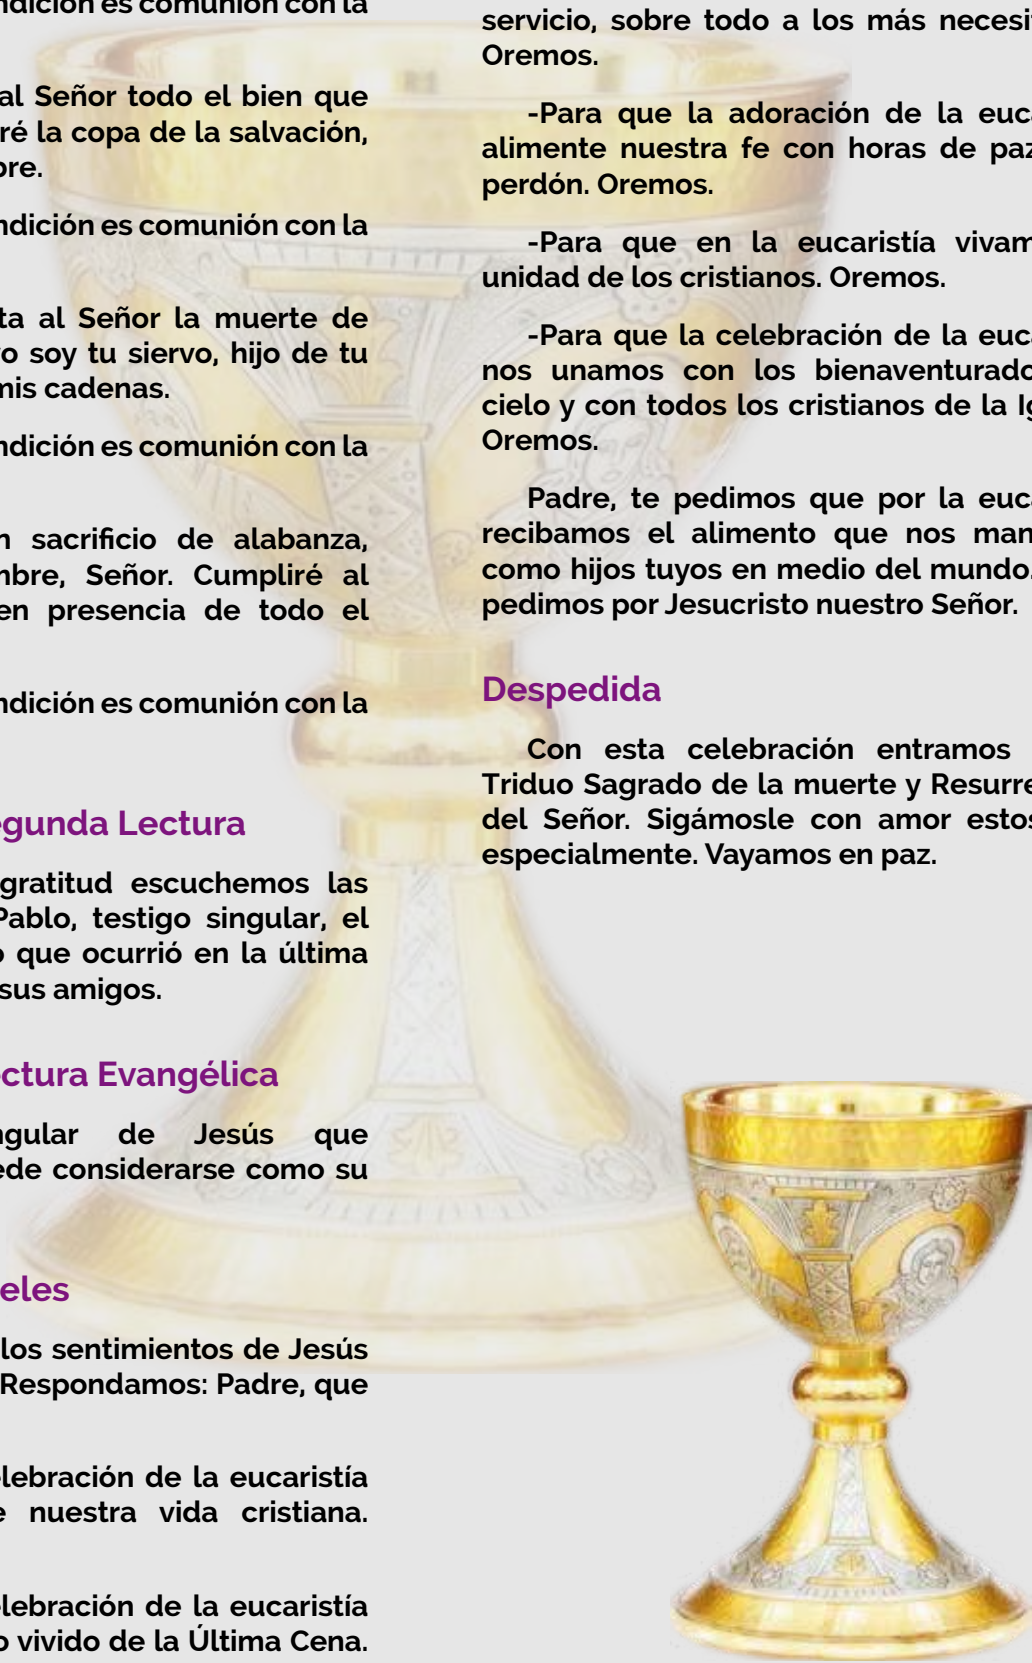 ndición es comunión con la
al Señor todo el bien que
ré la copa de la salvación,
bre.
ndición es comunión con la
ta al Señor la muerte de
o soy tu siervo, hijo de tu
mis cadenas.
ndición es comunión con la
n sacrificio de alabanza,
mbre, Señor. Cumpliré al
en presencia de todo el
ndición es comunión con la
egunda Lectura
gratitud escuchemos las
Pablo, testigo singular, el
o que ocurrió en la última
sus amigos.
ectura Evangélica
ngular de Jesús que
ede considerarse como su
eles
los sentimientos de Jesús
Respondamos: Padre, que
elebración de la eucaristía
e nuestra vida cristiana.
elebración de la eucaristía
o vivido de la Última Cena.
servicio, sobre todo a los más necesit
Oremos.
-Para que la adoración de la euca
alimente nuestra fe con horas de paz
perdón. Oremos.
-Para que en la eucaristía vivam
unidad de los cristianos. Oremos.
-Para que la celebración de la euca
nos unamos con los bienaventurado
cielo y con todos los cristianos de la Ig
Oremos.
Padre, te pedimos que por la euca
recibamos el alimento que nos man
como hijos tuyos en medio del mundo.
pedimos por Jesucristo nuestro Señor.
Despedida
Con esta celebración entramos
Triduo Sagrado de la muerte y Resurre
del Señor. Sigámosle con amor estos
especialmente. Vayamos en paz.